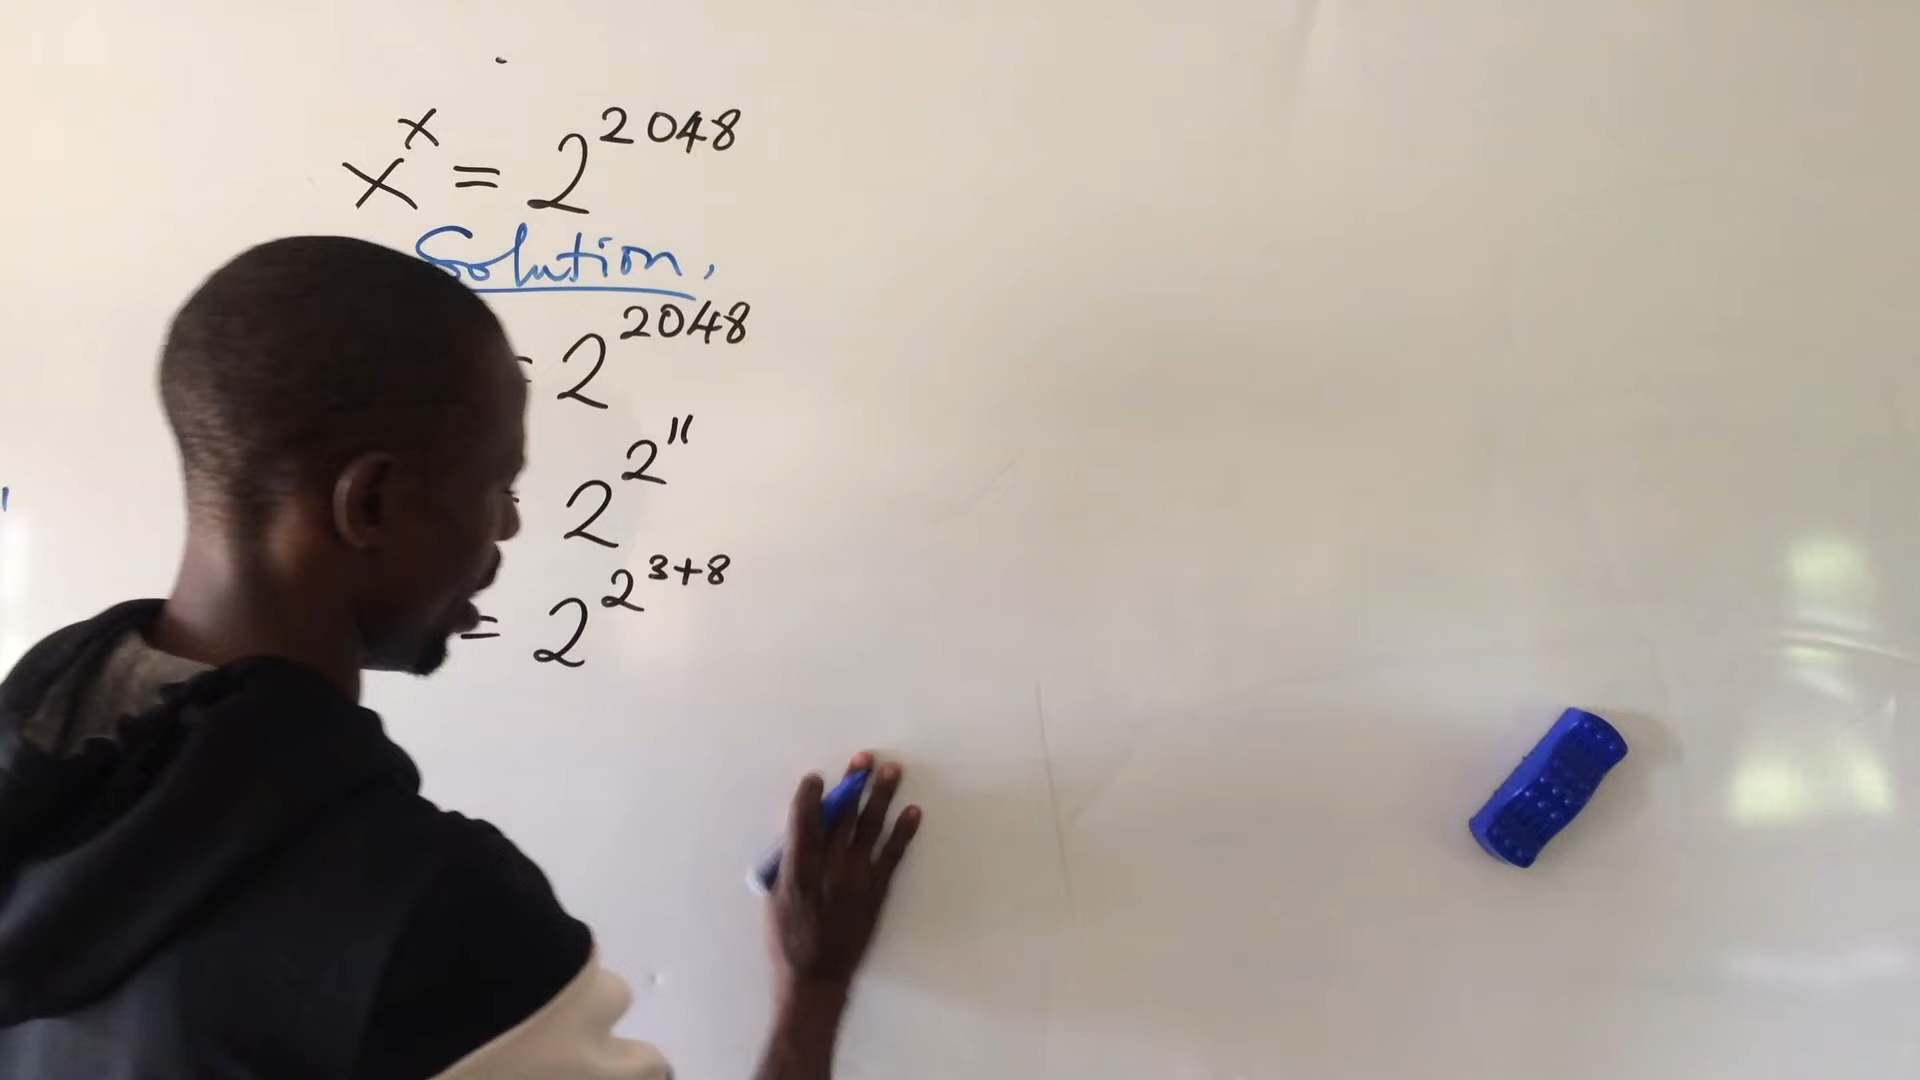 x^x = 2^2048
Solution,
= 2^2048
2^2^11
= 2^2^3+8